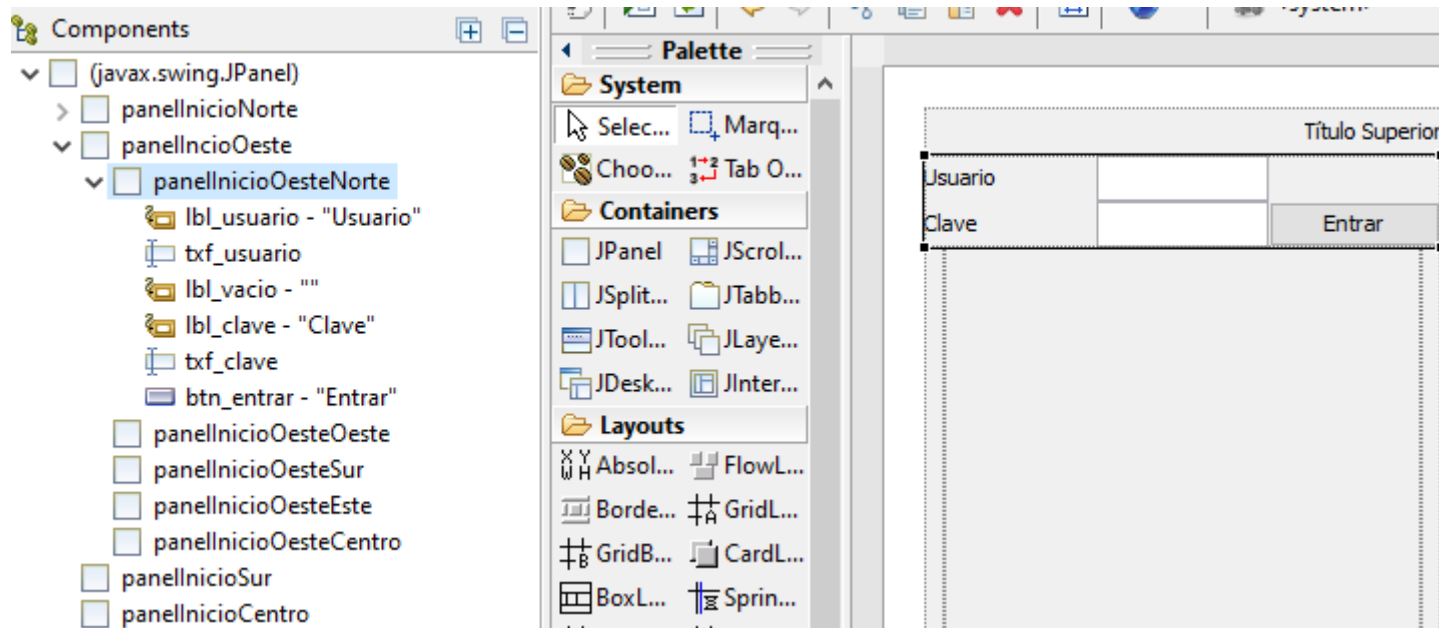 Components
(javax.swing.JPanel)
panelInicioNorte
panelIncioOeste
panelInicioOesteNorte
lbl_usuario - "Usuario"
txf_usuario
lbl_vacio - ""
lbl_clave - "Clave"
txf_clave
btn_entrar - "Entrar"
panelInicioOesteOeste
panelInicioOesteSur
panelInicioOesteEste
panelInicioOesteCentro
panelInicioSur
panelInicioCentro
Palette
System
Selec... Marq...
Choo... Tab O...
Containers
JPanel JScrol...
JSplit... JTabb...
JTool... JLaye...
JDesk... JInter...
Layouts
Absol... FlowL...
Borde... GridL...
GridB... CardL...
BoxL... Sprin...
<system>
Título Superior
Usuario
Clave Entrar